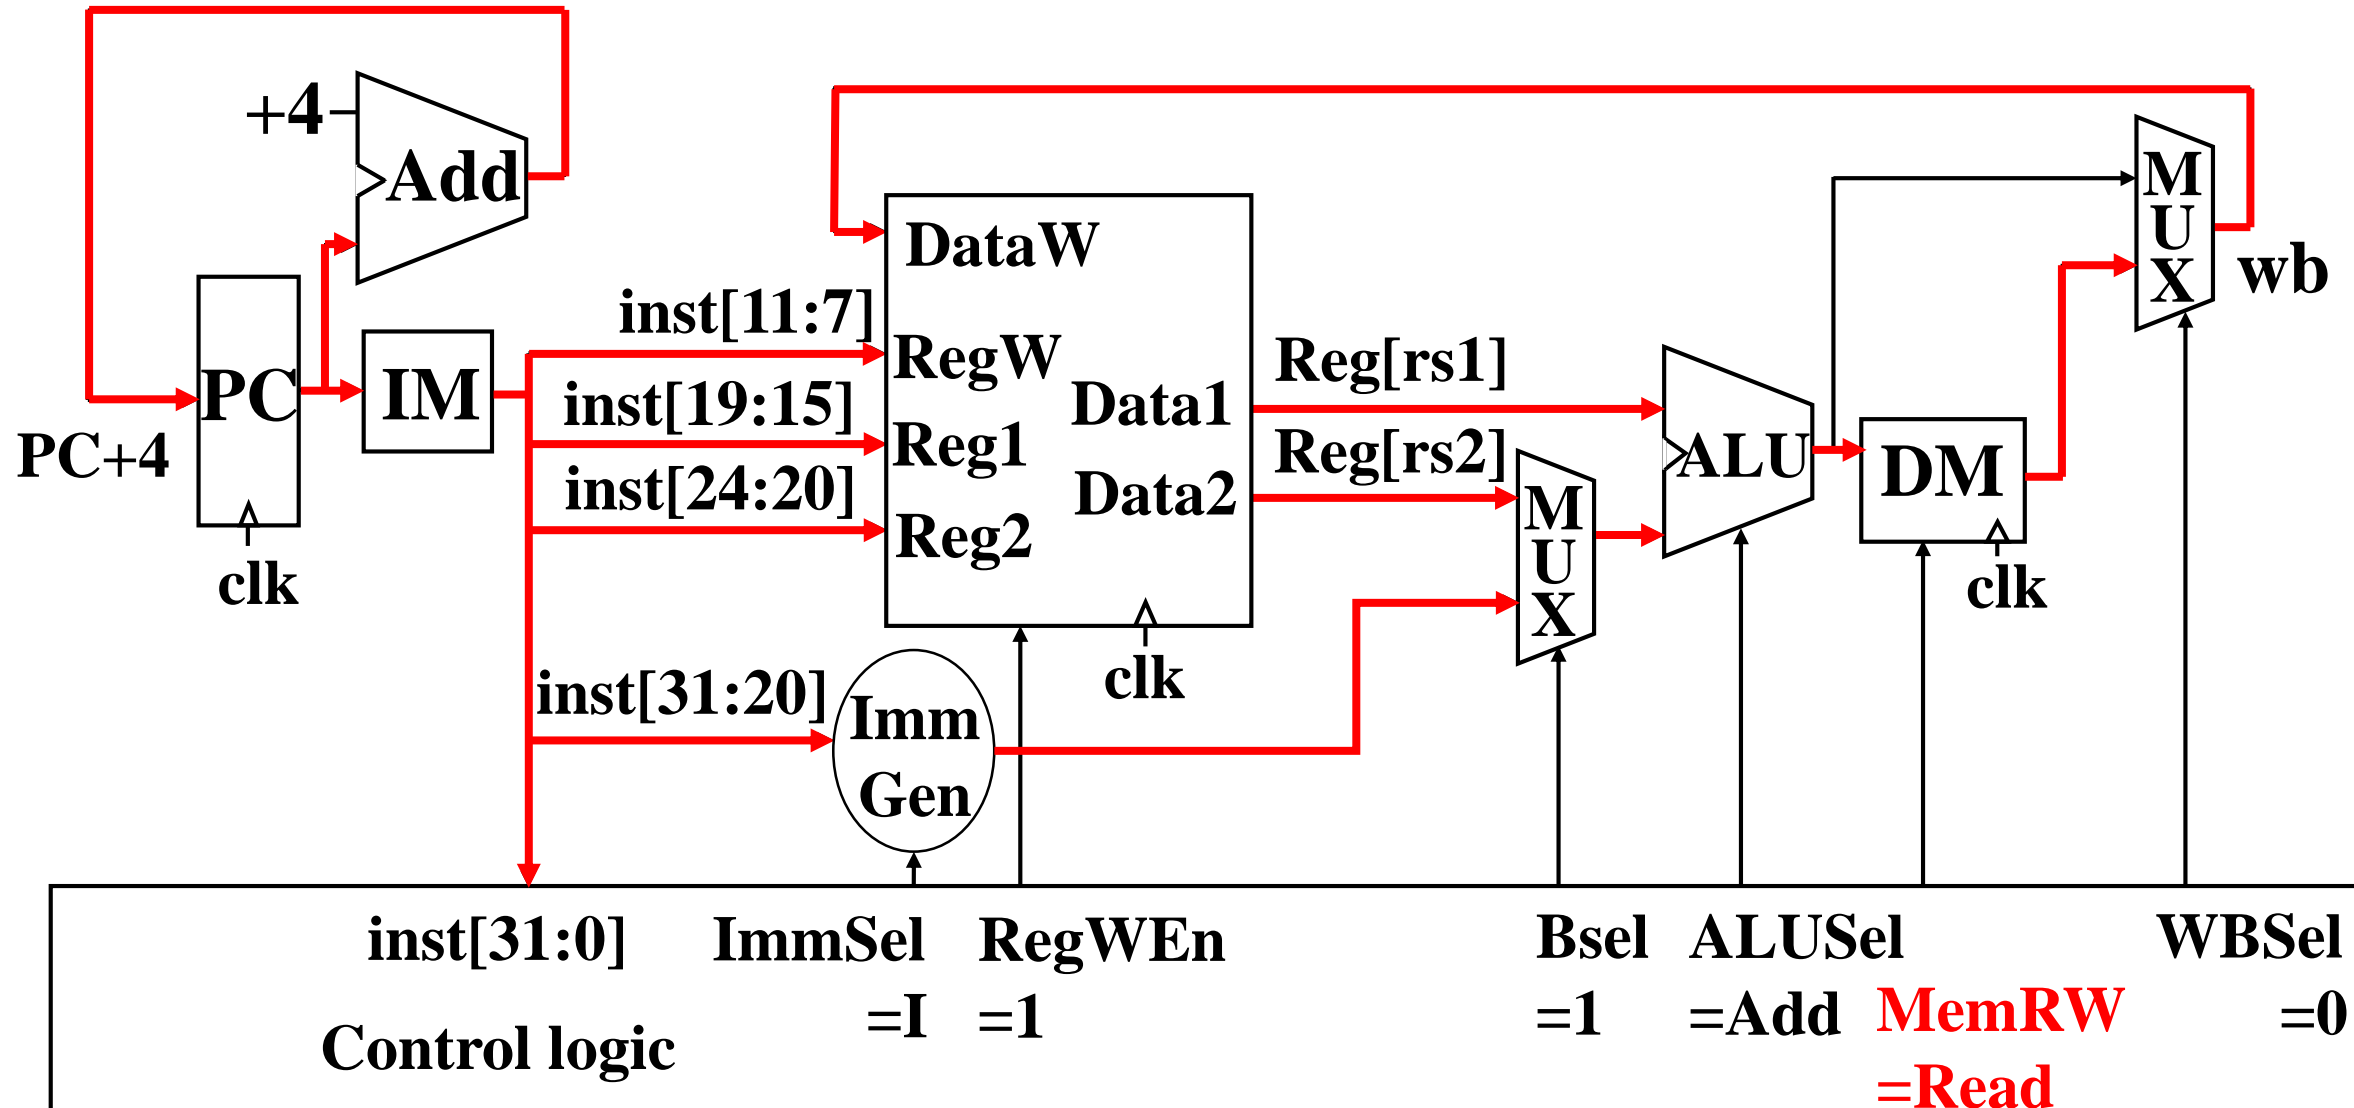 +4
Add
PC
PC+4
clk
IM
inst[11:7]
inst[19:15]
inst[24:20]
inst[31:20]
DataW
RegW
Reg1
Reg2
Data1
Data2
clk
Imm
Gen
Reg[rs1]
Reg[rs2]
M
U
X
ALU
DM
clk
M
U
X
wb
inst[31:0]
ImmSel
=I
RegWEn
=1
Bsel
=1
ALUSel
=Add
MemRW
=Read
WBSel
=0
Control logic